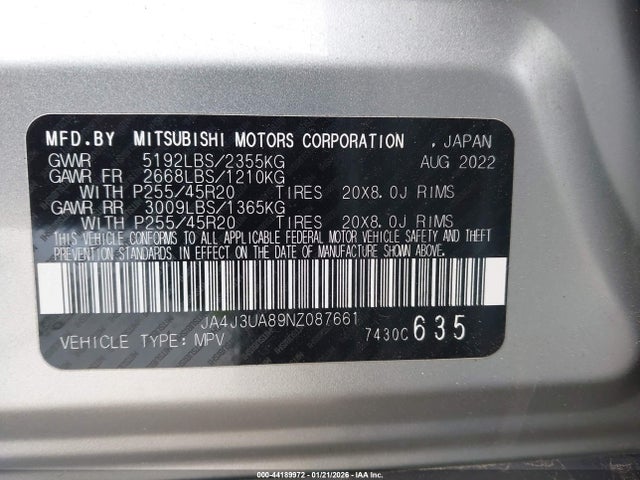 MFD.BY MITSUBISHI MOTORS CORPORATION , JAPAN
GVWR 5192LBS/2355KG AUG 2022
GAWR FR 2668LBS/1210KG
WITH P255/45R20 TIRES 20X8.0J RIMS
GAWR RR 3009LBS/1365KG
WITH P255/45R20 TIRES 20X8.0J RIMS
THIS VEHICLE CONFORMS TO ALL APPLICABLE FEDERAL MOTOR VEHICLE SAFETY AND THEFT
PREVENTION STANDARDS IN EFFECT ON THE DATE OF MANUFACTURE SHOWN ABOVE.
JA4J3UA89NZ087661
VEHICLE TYPE: MPV 7430C 635
000-44189972 - 01/21/2026 - IAA Inc.